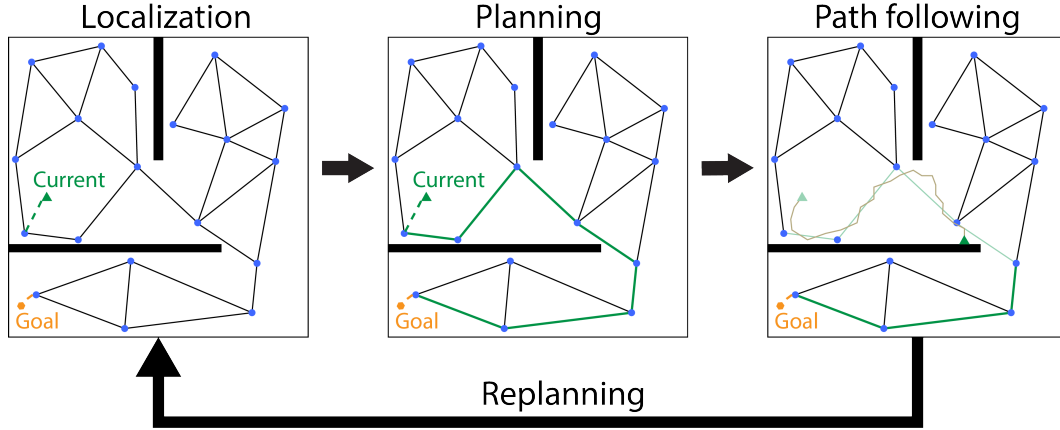 Localization
Planning
Path following
Current
Current
Goal
Goal
Goal
Replanning